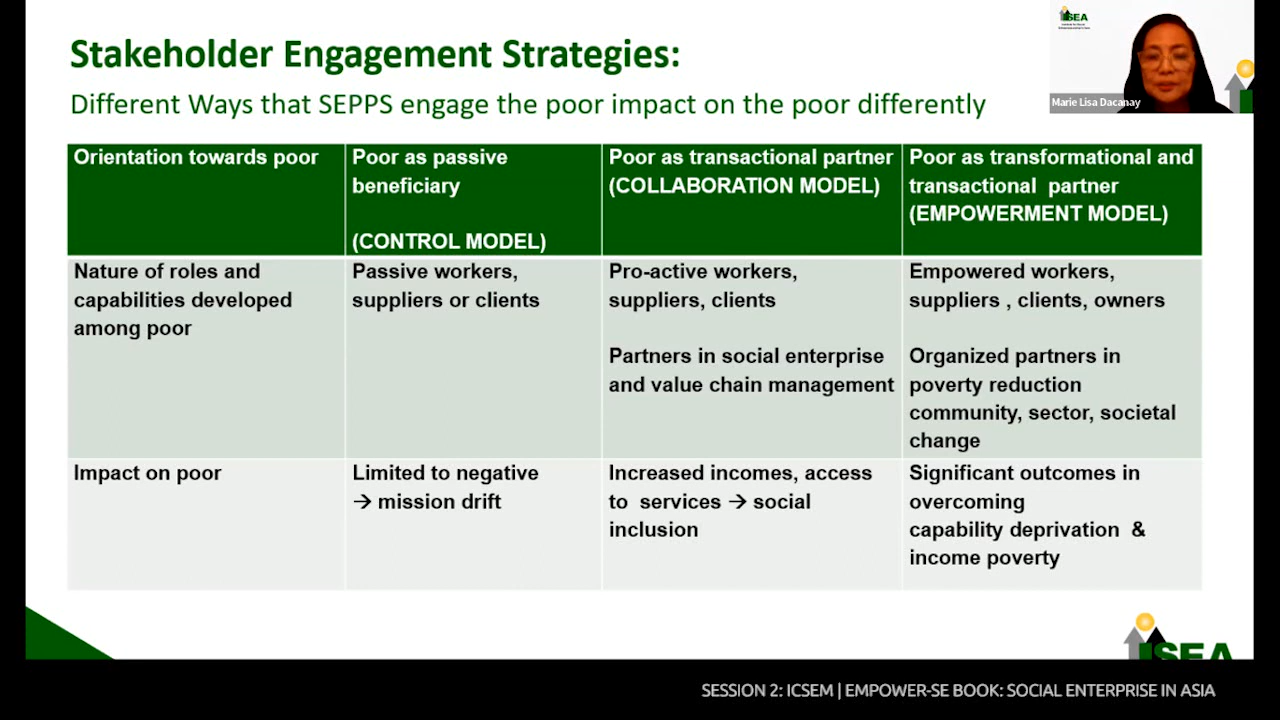 Stakeholder Engagement Strategies:
Different Ways that SEPPS engage the poor impact on the poor differently
ISEA
Marie Lisa Dacanay
Orientation towards poor
Poor as passive
beneficiary
(CONTROL MODEL)
Poor as transactional partner
(COLLABORATION MODEL)
Poor as transformational and
transactional partner
(EMPOWERMENT MODEL)
Nature of roles and
capabilities developed
among poor
Passive workers,
suppliers or clients
Pro-active workers,
suppliers, clients
Partners in social enterprise
and value chain management
Empowered workers,
suppliers , clients, owners
Organized partners in
poverty reduction
community, sector, societal
change
Impact on poor
Limited to negative
→ mission drift
Increased incomes, access
to services → social
inclusion
Significant outcomes in
overcoming
capability deprivation &
income poverty
ISEA
SESSION 2: ICSEM | EMPOWER-SE BOOK: SOCIAL ENTERPRISE IN ASIA